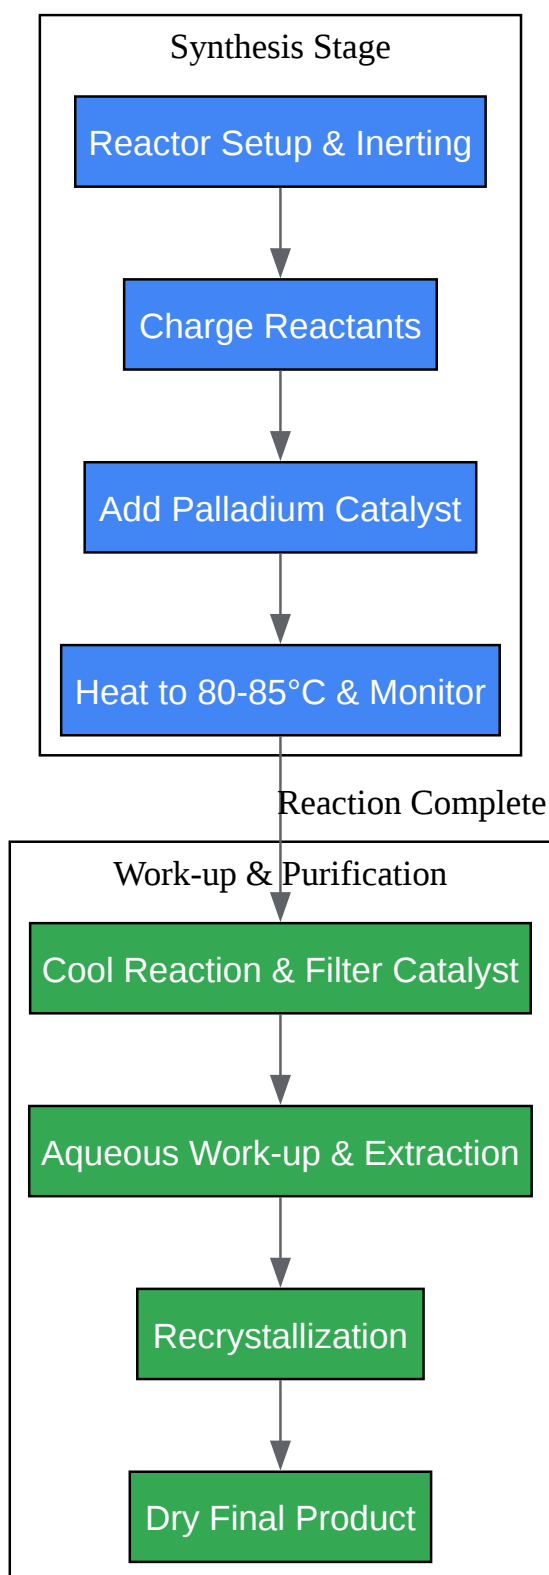 Synthesis Stage
Reactor Setup & Inerting
Charge Reactants
Add Palladium Catalyst
Heat to 80-85°C & Monitor
Reaction Complete
Work-up & Purification
Cool Reaction & Filter Catalyst
Aqueous Work-up & Extraction
Recrystallization
Dry Final Product